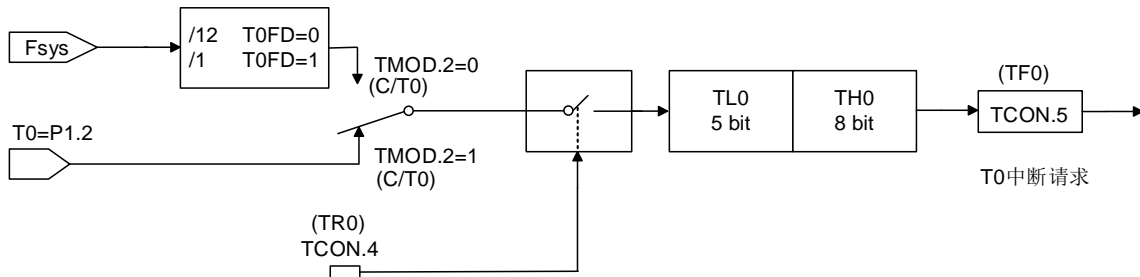 Fsys
/12 T0FD=0
/1 T0FD=1
TMOD.2=0
(C/T0)
T0=P1.2
TMOD.2=1
(C/T0)
(TR0)
TCON.4
TL0
5 bit
TH0
8 bit
(TF0)
TCON.5
T0中断请求